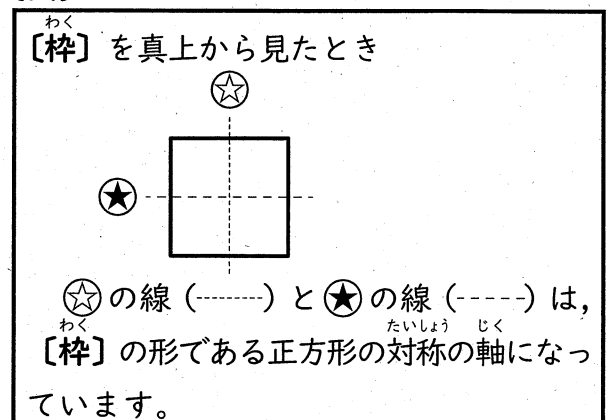 わく
〔枠〕を真上から見たとき
☆
★
☆の線(---------)と★の線(-----)は,
わく たいしょう じく
〔枠〕の形である正方形の対称の軸になっ
ています。